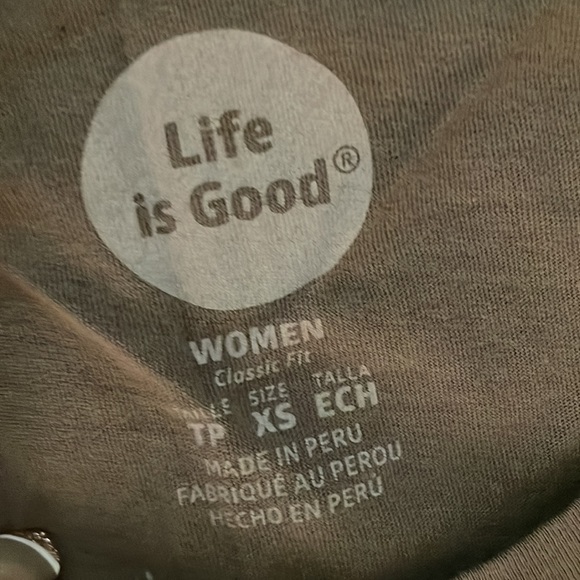 Life
is Good®
WOMEN
Classic Fit
TAILLE SIZE TALLA
TP XS ECH
MADE IN PERU
FABRIQUÉ AU PEROU
HECHO EN PERÚ